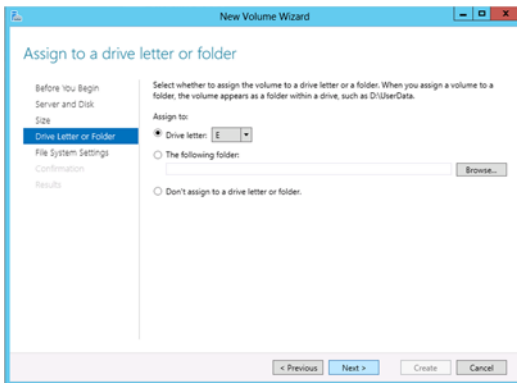 New Volume Wizard
Assign to a drive letter or folder
Before You Begin
Server and Disk
Size
Drive Letter or Folder
File System Settings
Confirmation
Results
Select whether to assign the volume to a drive letter or a folder. When you assign a volume to a
folder, the volume appears as a folder within a drive, such as D:\UserData.
Assign to:
Drive letter: E
The following folder:
Browse...
Don't assign to a drive letter or folder.
< Previous
Next >
Create
Cancel